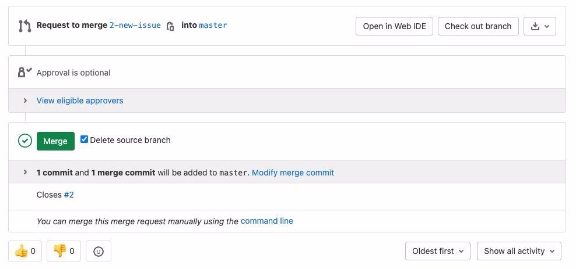 Request to merge 2-new-issue into master Open in Web IDE Check out branch
Approval is optional
View eligible approvers
Merge Delete source branch
1 commit and 1 merge commit will be added to master. Modify merge commit
Closes #2
You can merge this merge request manually using the command line
0 0 Oldest first Show all activity